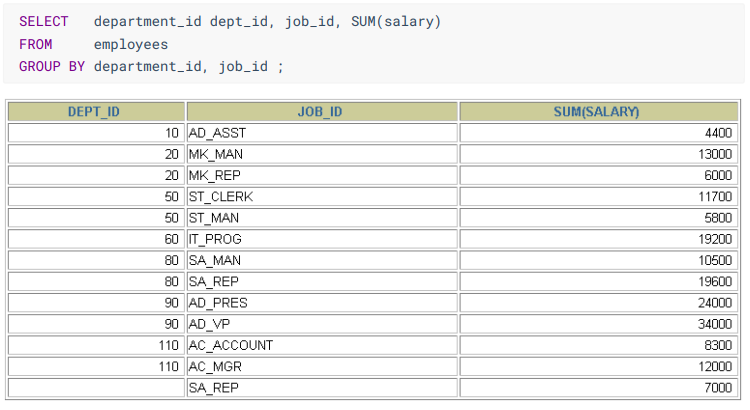 SELECT department_id dept_id, job_id, SUM(salary)
FROM employees
GROUP BY department_id, job_id ;
DEPT_ID JOB_ID SUM(SALARY)
10 AD_ASST 4400
20 MK_MAN 13000
20 MK_REP 6000
50 ST_CLERK 11700
50 ST_MAN 5800
60 IT_PROG 19200
80 SA_MAN 10500
80 SA_REP 19600
90 AD_PRES 24000
90 AD_VP 34000
110 AC_ACCOUNT 8300
110 AC_MGR 12000
SA_REP 7000